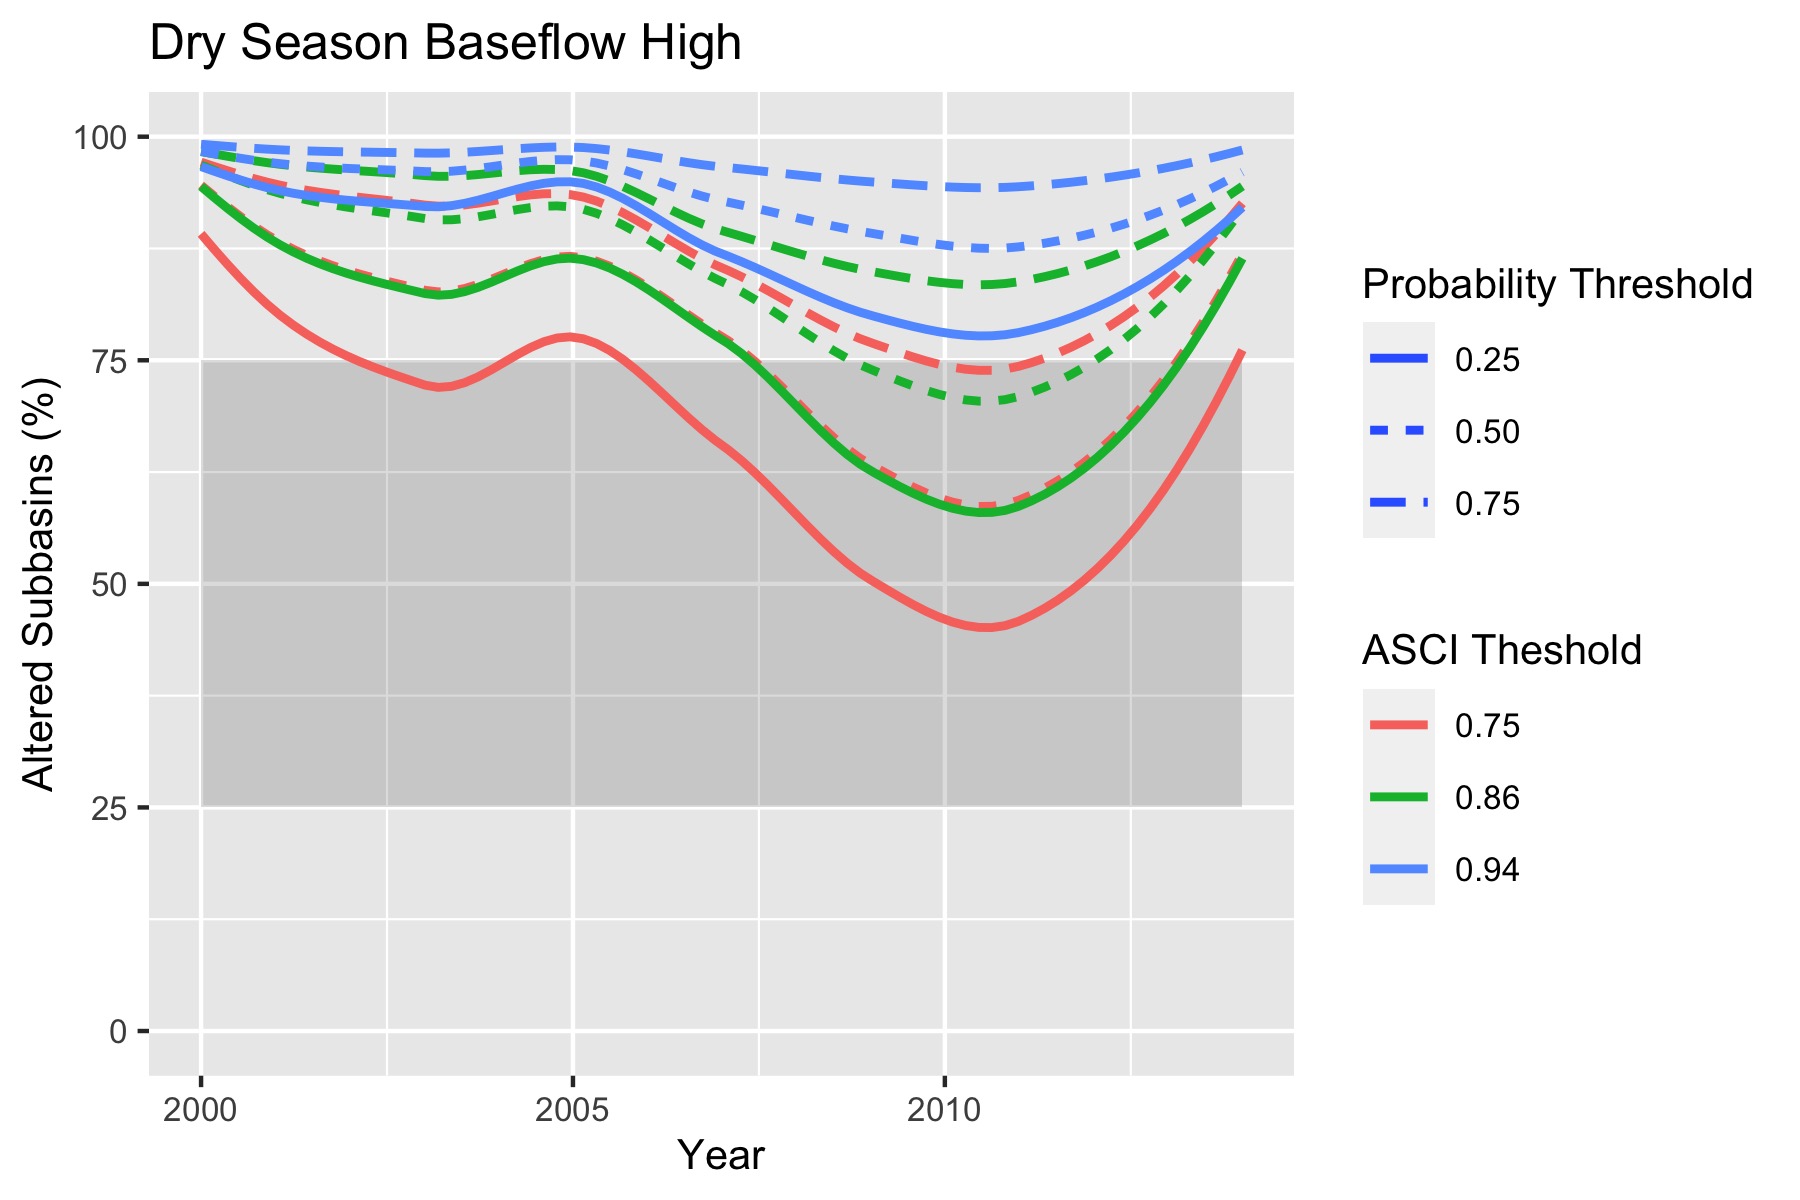 Dry Season Baseflow High
100
75
50
25
0
Altered Subbasins (%)
2000
2005
2010
Year
Probability Threshold
0.25
0.50
0.75
ASCI Theshold
0.75
0.86
0.94